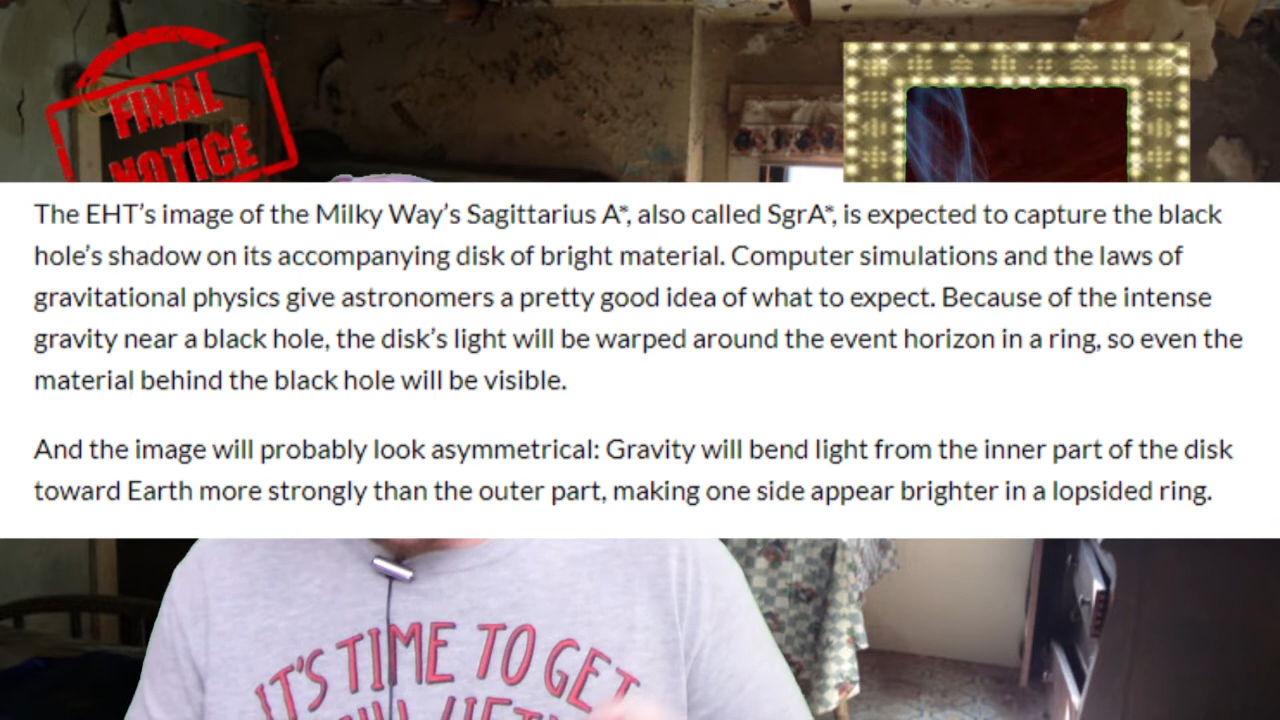 FINAL
NOTICE
The EHT’s image of the Milky Way’s Sagittarius A*, also called SgrA*, is expected to capture the black
hole’s shadow on its accompanying disk of bright material. Computer simulations and the laws of
gravitational physics give astronomers a pretty good idea of what to expect. Because of the intense
gravity near a black hole, the disk’s light will be warped around the event horizon in a ring, so even the
material behind the black hole will be visible.
And the image will probably look asymmetrical: Gravity will bend light from the inner part of the disk
toward Earth more strongly than the outer part, making one side appear brighter in a lopsided ring.
IT'S TIME TO GET